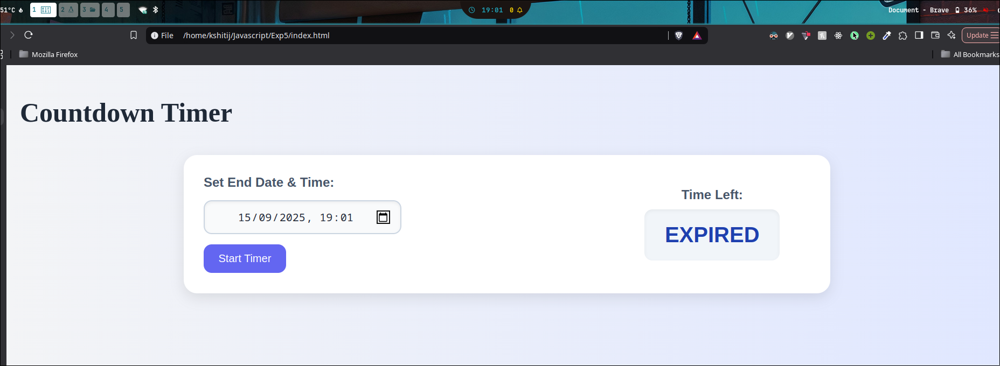 51°C 1 2 3 4 5 19:01 0 Document - Brave 36%
File /home/kshitij/Javascript/Exp5/index.html Update
Mozilla Firefox All Bookmarks
Countdown Timer
Set End Date & Time:
Time Left:
15/09/2025, 19:01
EXPIRED
Start Timer